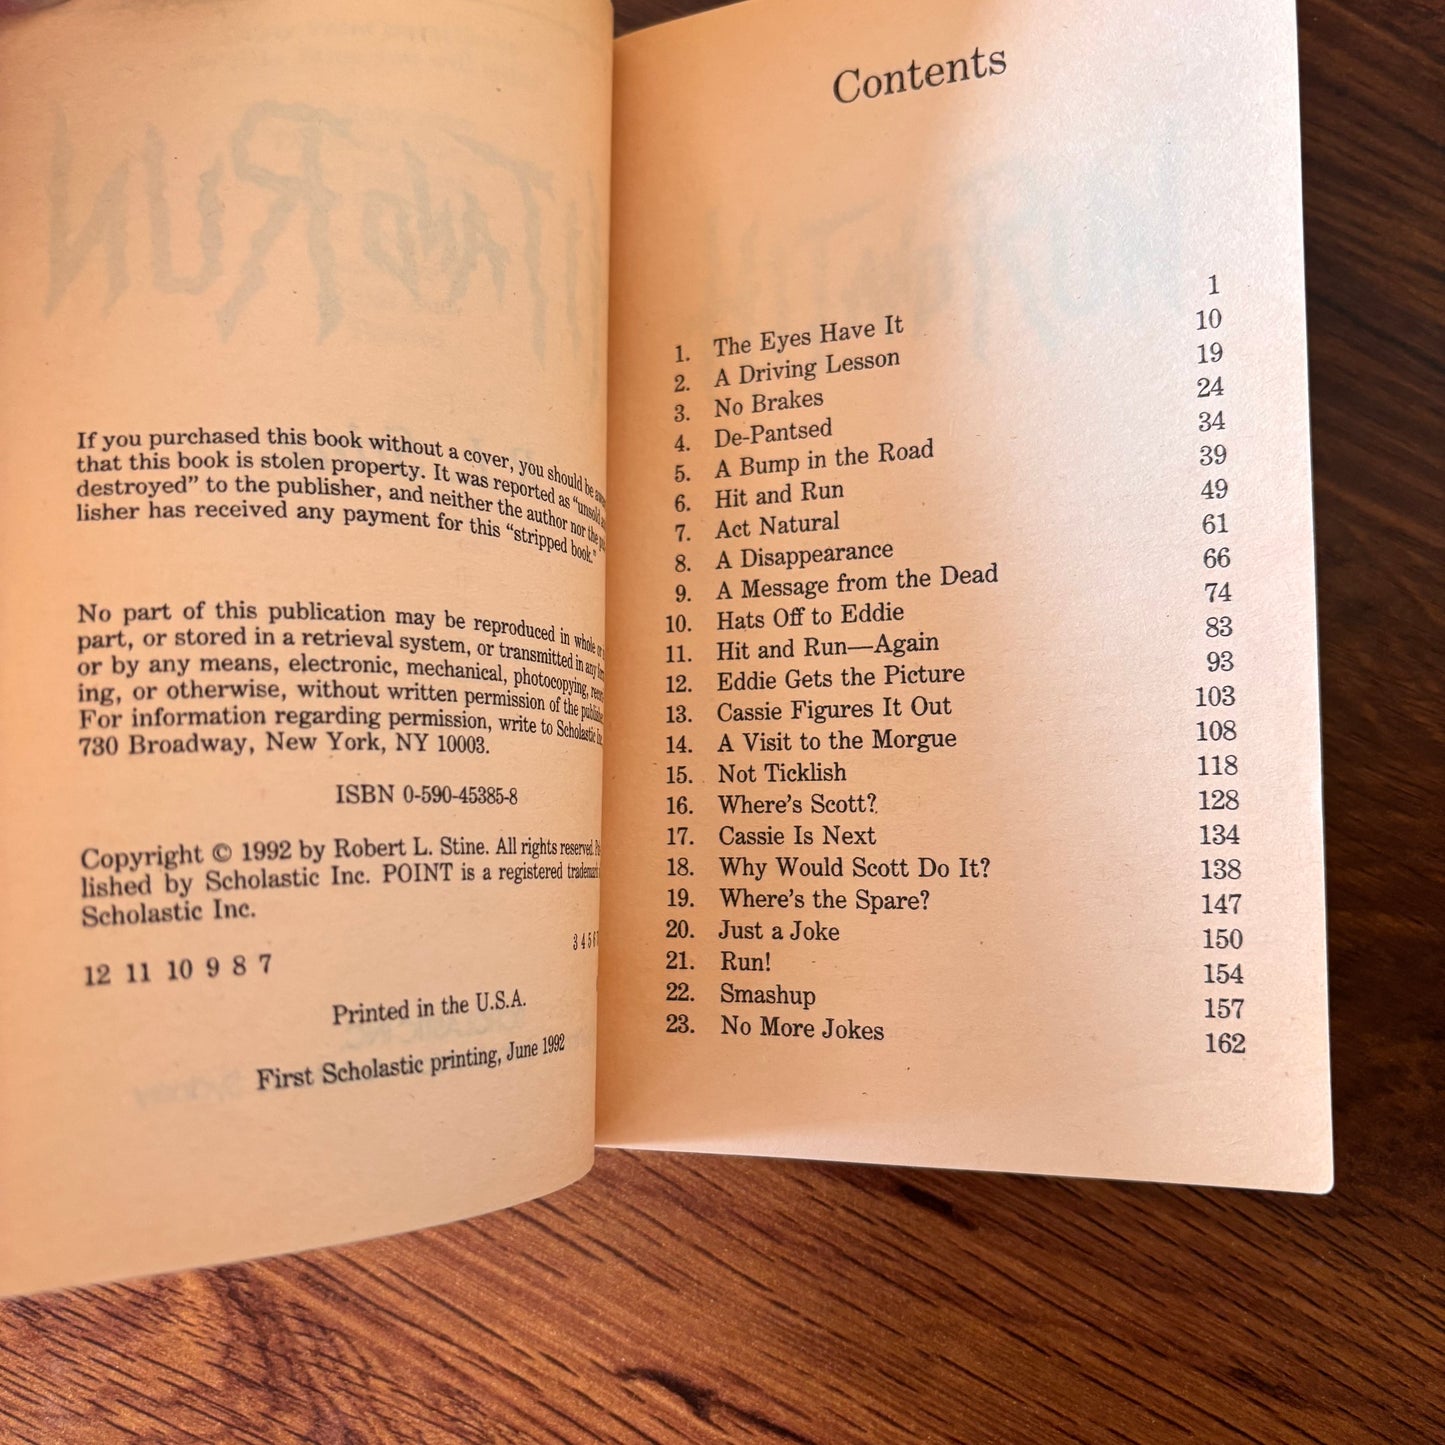 If you purchased this book without a cover, you should be
that this book is stolen property. It was reported as "unsold
destroyed" to the publisher, and neither the author nor the
lisher has received any payment for this "stripped book."
No part of this publication may be reproduced in whole or
part, or stored in a retrieval system, or transmitted in any
or by any means, electronic, mechanical, photocopying,
ing, or otherwise, without written permission of the
For information regarding permission, write to Scholastic
730 Broadway, New York, NY 10003.
ISBN 0-590-45385-8
Copyright © 1992 by Robert L. Stine. All rights reserved.
lished by Scholastic Inc. POINT is a registered
Scholastic Inc.
12 11 10 9 8 7 3 4 5 6
Printed in the U.S.A.
First Scholastic printing, June 1992
Contents
1. The Eyes Have It 1
2. A Driving Lesson 10
3. No Brakes 19
4. De-Pantsed 24
5. A Bump in the Road 34
6. Hit and Run 39
7. Act Natural 49
8. A Disappearance 61
9. A Message from the Dead 66
10. Hats Off to Eddie 74
11. Hit and Run—Again 83
12. Eddie Gets the Picture 93
13. Cassie Figures It Out 103
14. A Visit to the Morgue 108
15. Not Ticklish 118
16. Where's Scott? 128
17. Cassie Is Next 134
18. Why Would Scott Do It? 138
19. Where's the Spare? 147
20. Just a Joke 150
21. Run! 154
22. Smashup 157
23. No More Jokes 162